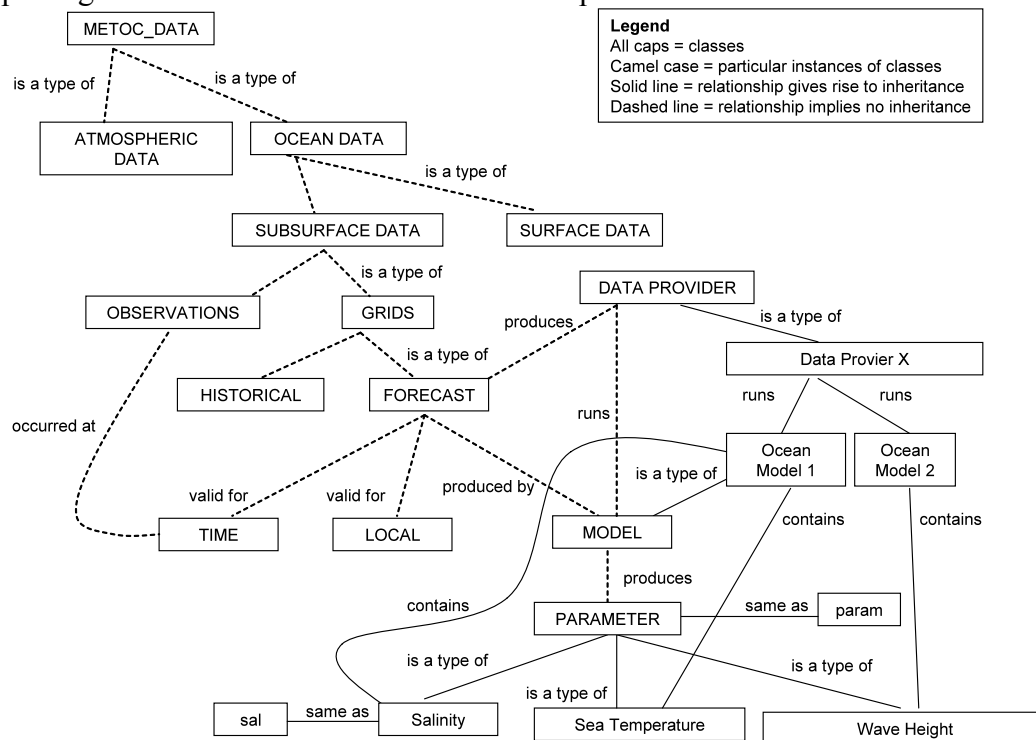 METOC_DATA
Legend
All caps = classes
Camel case = particular instances of classes
Solid line = relationship gives rise to inheritance
Dashed line = relationship implies no inheritance
is a type of
is a type of
ATMOSPHERIC
DATA
OCEAN DATA
is a type of
SUBSURFACE DATA
SURFACE DATA
is a type of
DATA PROVIDER
OBSERVATIONS
GRIDS
produces
is a type of
is a type of
Data Provier X
HISTORICAL
FORECAST
runs
runs
runs
occurred at
Ocean
Model 1
Ocean
Model 2
is a type of
valid for
valid for
produced by
contains
contains
TIME
LOCAL
MODEL
produces
contains
PARAMETER
same as
param
is a type of
is a type of
is a type of
sal
same as
Salinity
Sea Temperature
Wave Height